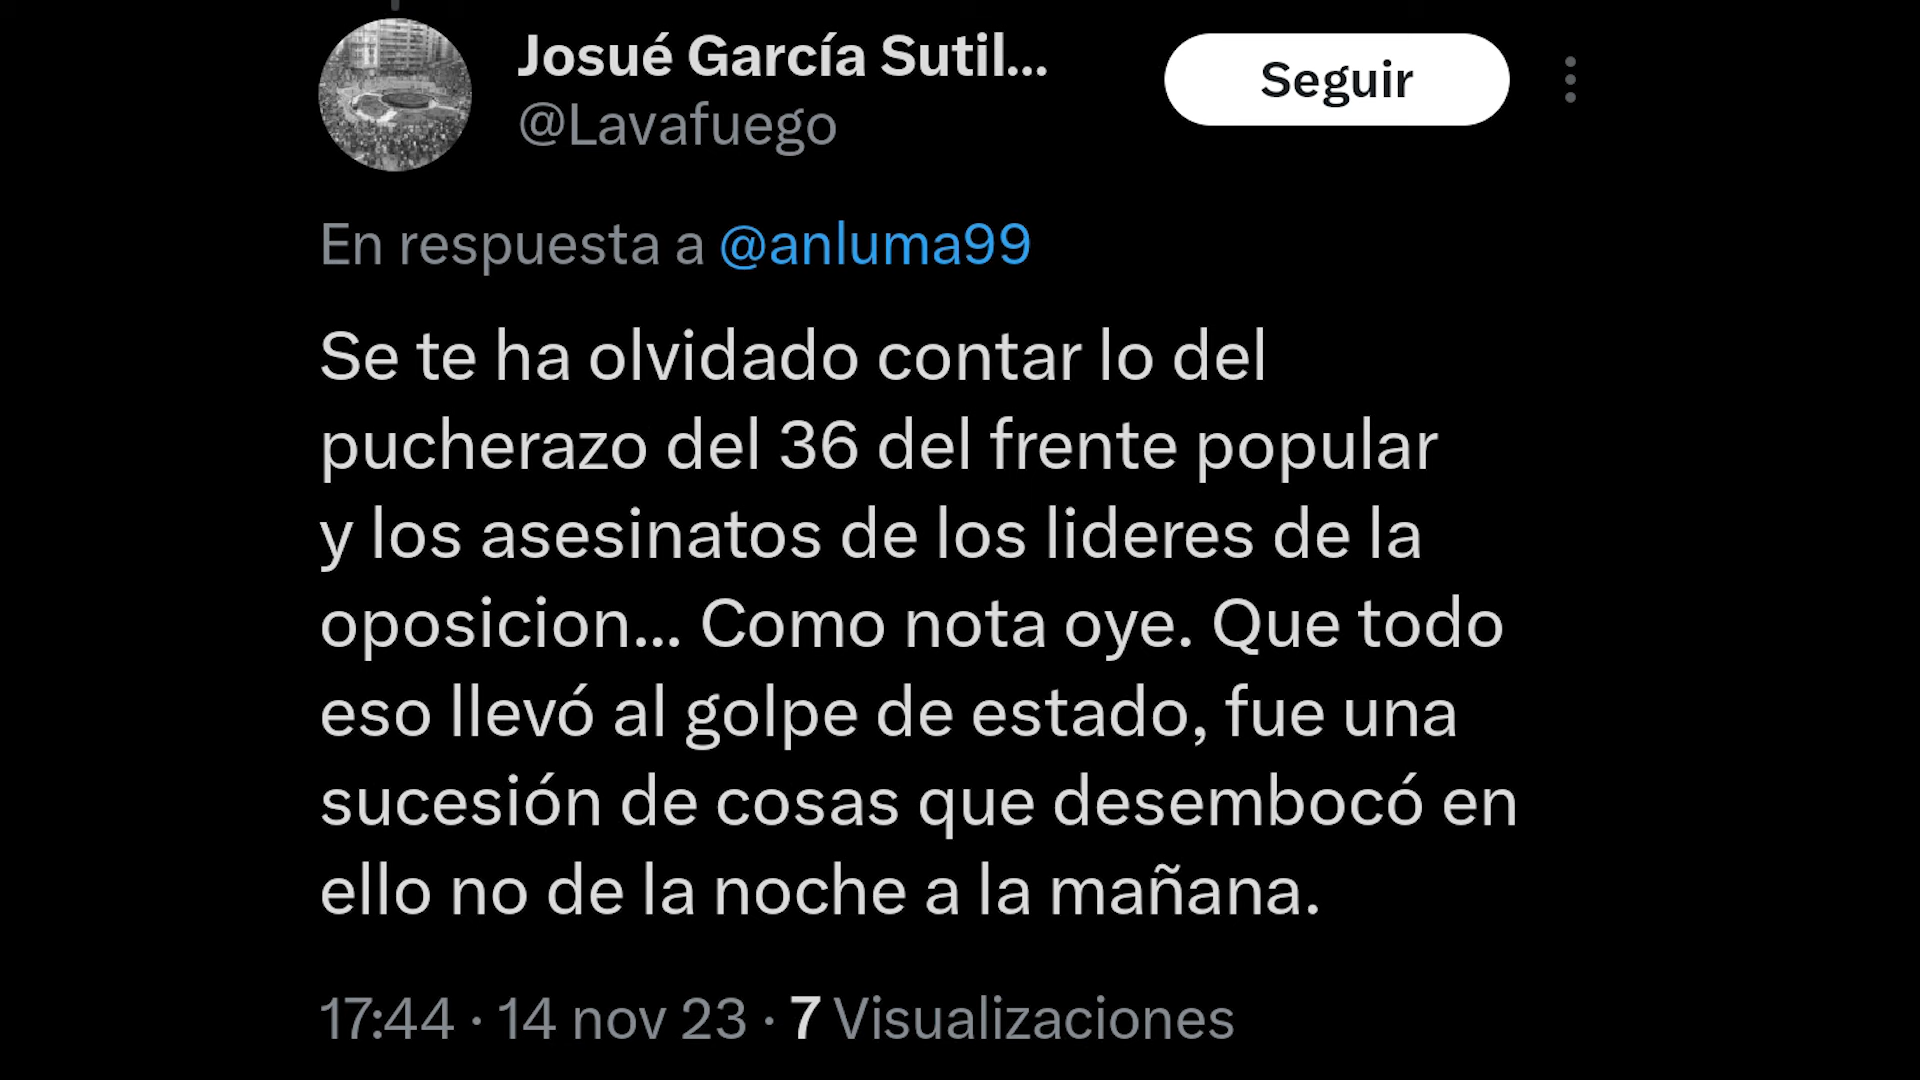 Josué García Sutil...
Seguir
@Lavafuego
En respuesta a @anluma99
Se te ha olvidado contar lo del
pucherazo del 36 del frente popular
y los asesinatos de los lideres de la
oposicion... Como nota oye. Que todo
eso llevó al golpe de estado, fue una
sucesión de cosas que desembocó en
ello no de la noche a la mañana.
17:44 · 14 nov 23 · 7 Visualizaciones